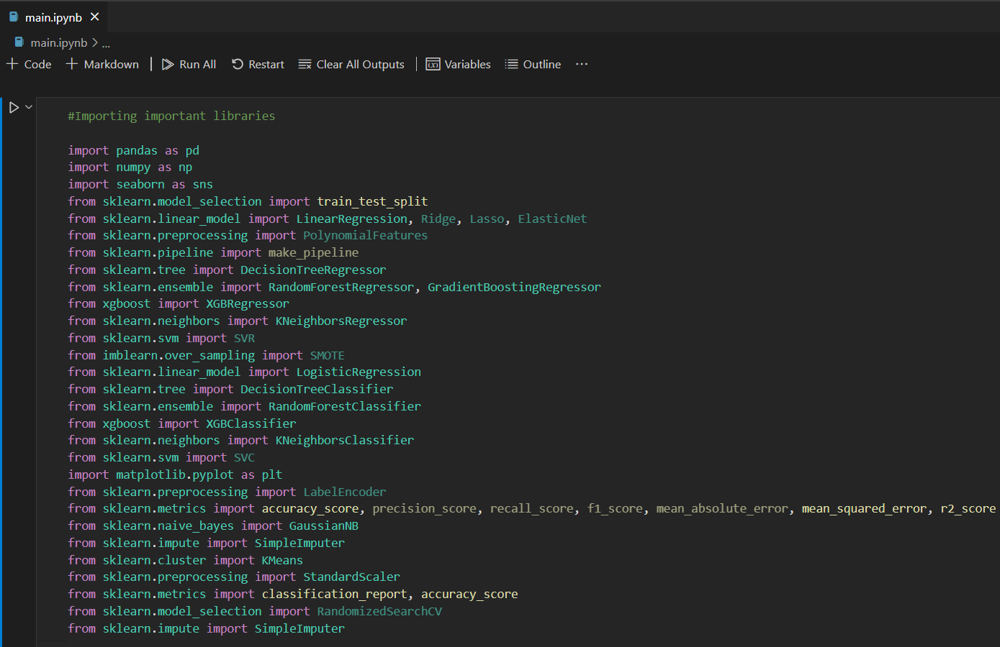 main.ipynb ×
main.ipynb > ...
+ Code + Markdown | Run All Restart Clear All Outputs | Variables Outline ...
#Importing important libraries
import pandas as pd
import numpy as np
import seaborn as sns
from sklearn.model_selection import train_test_split
from sklearn.linear_model import LinearRegression, Ridge, Lasso, ElasticNet
from sklearn.preprocessing import PolynomialFeatures
from sklearn.pipeline import make_pipeline
from sklearn.tree import DecisionTreeRegressor
from sklearn.ensemble import RandomForestRegressor, GradientBoostingRegressor
from xgboost import XGBRegressor
from sklearn.neighbors import KNeighborsRegressor
from sklearn.svm import SVR
from imblearn.over_sampling import SMOTE
from sklearn.linear_model import LogisticRegression
from sklearn.tree import DecisionTreeClassifier
from sklearn.ensemble import RandomForestClassifier
from xgboost import XGBClassifier
from sklearn.neighbors import KNeighborsClassifier
from sklearn.svm import SVC
import matplotlib.pyplot as plt
from sklearn.preprocessing import LabelEncoder
from sklearn.metrics import accuracy_score, precision_score, recall_score, f1_score, mean_absolute_error, mean_squared_error, r2_score
from sklearn.naive_bayes import GaussianNB
from sklearn.impute import SimpleImputer
from sklearn.cluster import KMeans
from sklearn.preprocessing import StandardScaler
from sklearn.metrics import classification_report, accuracy_score
from sklearn.model_selection import RandomizedSearchCV
from sklearn.impute import SimpleImputer